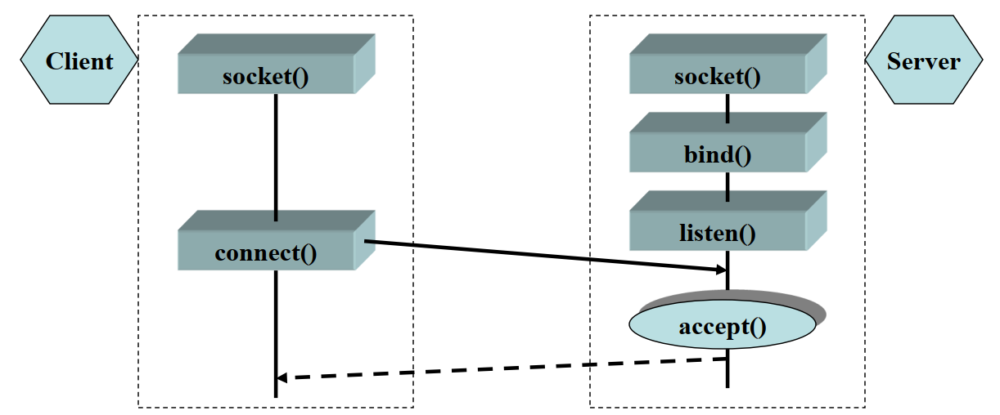 Client
socket()
connect()
Server
socket()
bind()
listen()
accept()